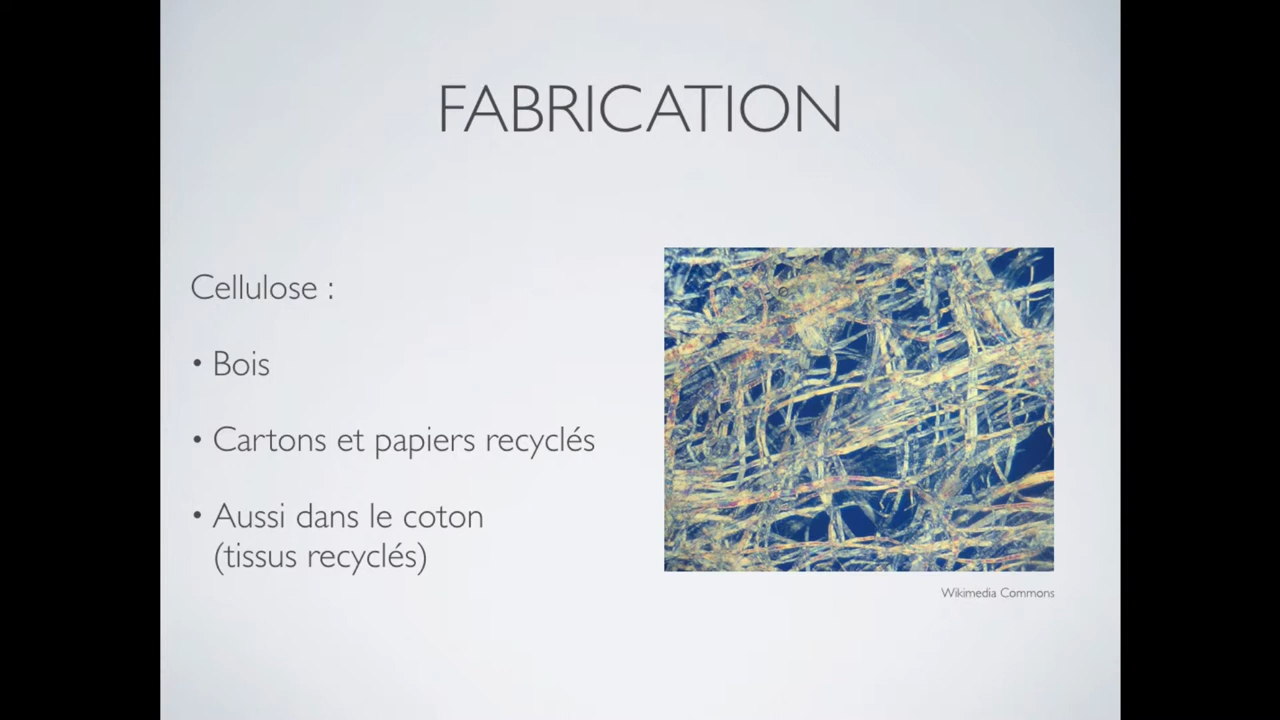 FABRICATION
Cellulose :
• Bois
• Cartons et papiers recyclés
• Aussi dans le coton
(tissus recyclés)
Wikimedia Commons